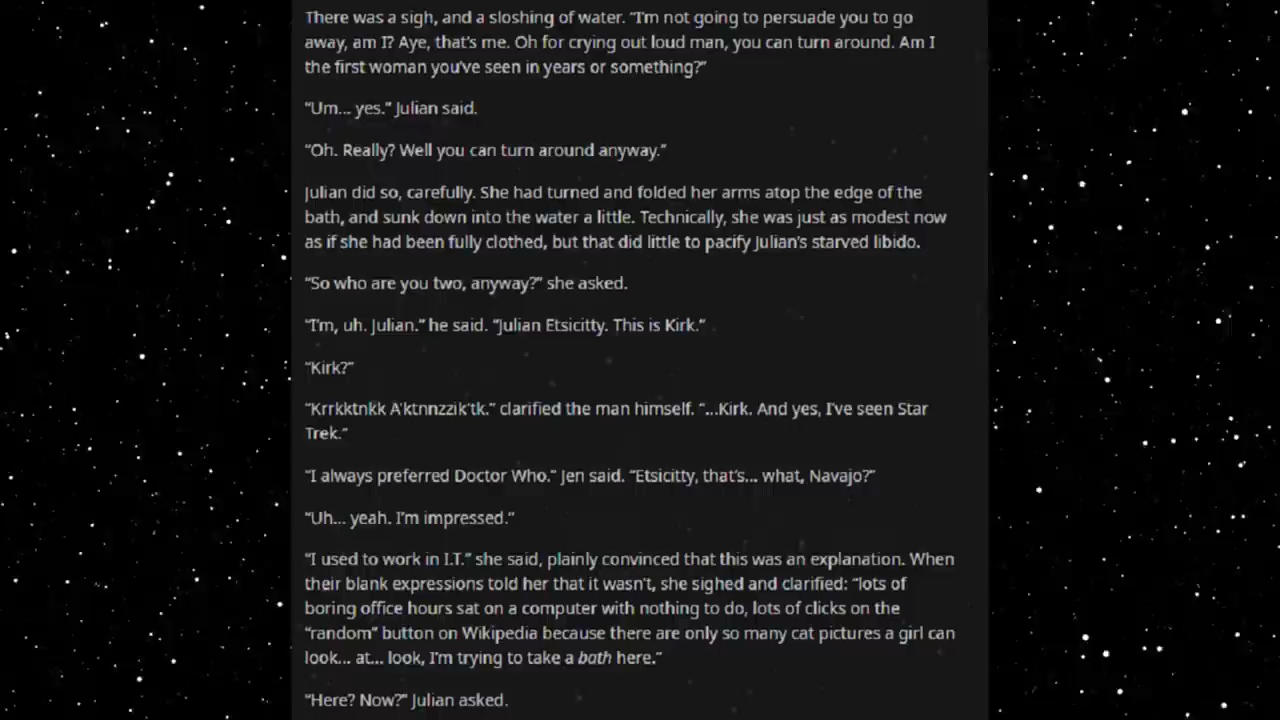 There was a sigh, and a sloshing of water. “I’m not going to persuade you to go
away, am I? Aye, that’s me. Oh for crying out loud man, you can turn around. Am I
the first woman you’ve seen in years or something?”
“Um... yes.” Julian said.
“Oh. Really? Well you can turn around anyway.”
Julian did so, carefully. She had turned and folded her arms atop the edge of the
bath, and sunk down into the water a little. Technically, she was just as modest now
as if she had been fully clothed, but that did little to pacify Julian’s starved libido.
“So who are you two, anyway?” she asked.
“I’m, uh. Julian.” he said. “Julian Etsicitty. This is Kirk.”
“Kirk?”
“Krrkktnkk A’ktnnzzik’tk.” clarified the man himself. “...Kirk. And yes, I’ve seen Star
Trek.”
“I always preferred Doctor Who.” Jen said. “Etsicitty, that’s... what, Navajo?”
“Uh... yeah. I’m impressed.”
“I used to work in I.T.” she said, plainly convinced that this was an explanation. When
their blank expressions told her that it wasn’t, she sighed and clarified: “lots of
boring office hours sat on a computer with nothing to do, lots of clicks on the
“random” button on Wikipedia because there are only so many cat pictures a girl can
look... at... look, I’m trying to take a bath here.”
“Here? Now?” Julian asked.